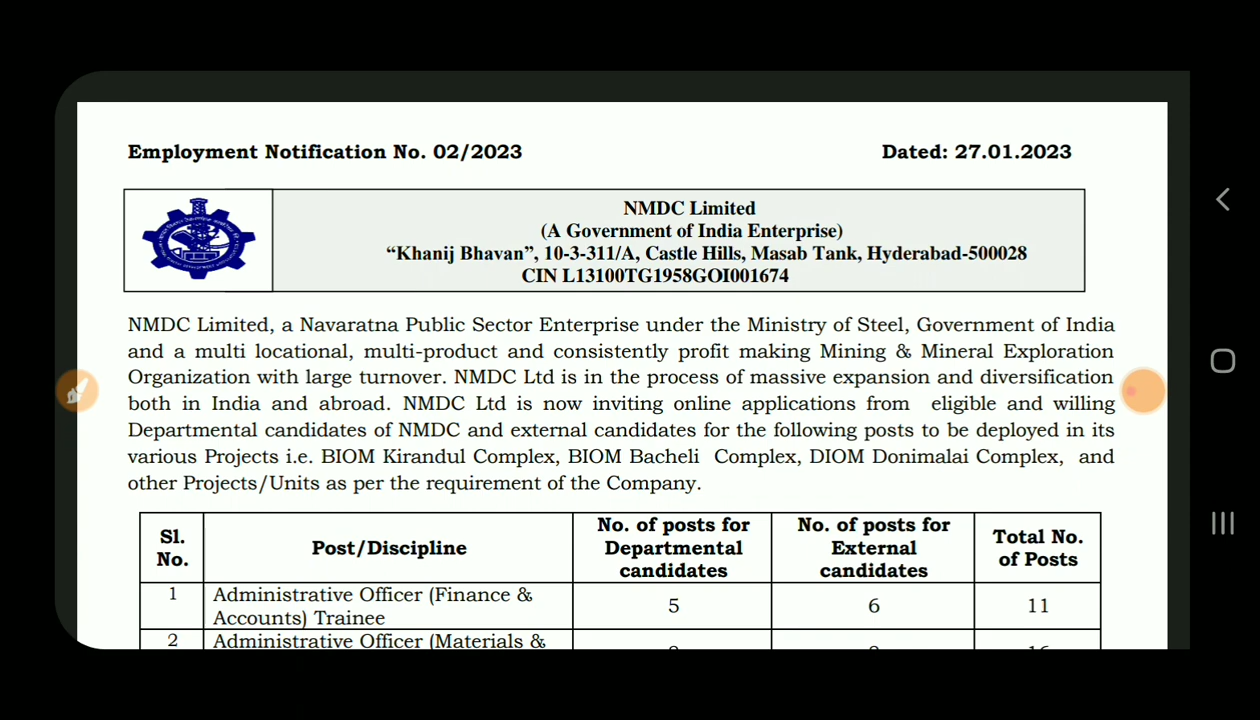 Employment Notification No. 02/2023 Dated: 27.01.2023
NMDC Limited
(A Government of India Enterprise)
“Khanij Bhavan”, 10-3-311/A, Castle Hills, Masab Tank, Hyderabad-500028
CIN L13100TG1958GOI001674
NMDC Limited, a Navaratna Public Sector Enterprise under the Ministry of Steel, Government of India
and a multi locational, multi-product and consistently profit making Mining & Mineral Exploration
Organization with large turnover. NMDC Ltd is in the process of massive expansion and diversification
both in India and abroad. NMDC Ltd is now inviting online applications from eligible and willing
Departmental candidates of NMDC and external candidates for the following posts to be deployed in its
various Projects i.e. BIOM Kirandul Complex, BIOM Bacheli Complex, DIOM Donimalai Complex, and
other Projects/Units as per the requirement of the Company.
Sl. No.
Post/Discipline
No. of posts for
Departmental
candidates
No. of posts for
External
candidates
Total No.
of Posts
1 Administrative Officer (Finance & 
Accounts) Trainee 5 6 11
2 Administrative Officer (Materials &